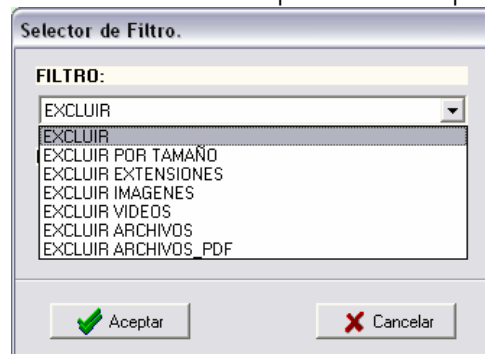 Selector de Filtro.
FILTRO:
EXCLUIR
EXCLUIR
EXCLUIR POR TAMAÑO
EXCLUIR EXTENSIONES
EXCLUIR IMAGENES
EXCLUIR VIDEOS
EXCLUIR ARCHIVOS
EXCLUIR ARCHIVOS_PDF
Aceptar
Cancelar